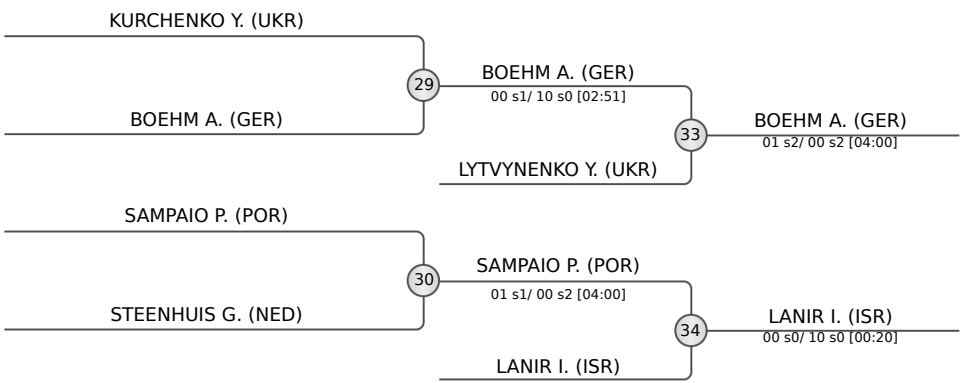 KURCHENKO Y. (UKR)
29
BOEHM A. (GER)
00 s1/ 10 s0 [02:51]
BOEHM A. (GER)
33
BOEHM A. (GER)
01 s2/ 00 s2 [04:00]
LYTVYNENKO Y. (UKR)
SAMPAIO P. (POR)
30
SAMPAIO P. (POR)
01 s1/ 00 s2 [04:00]
STEENHUIS G. (NED)
34
LANIR I. (ISR)
00 s0/ 10 s0 [00:20]
LANIR I. (ISR)